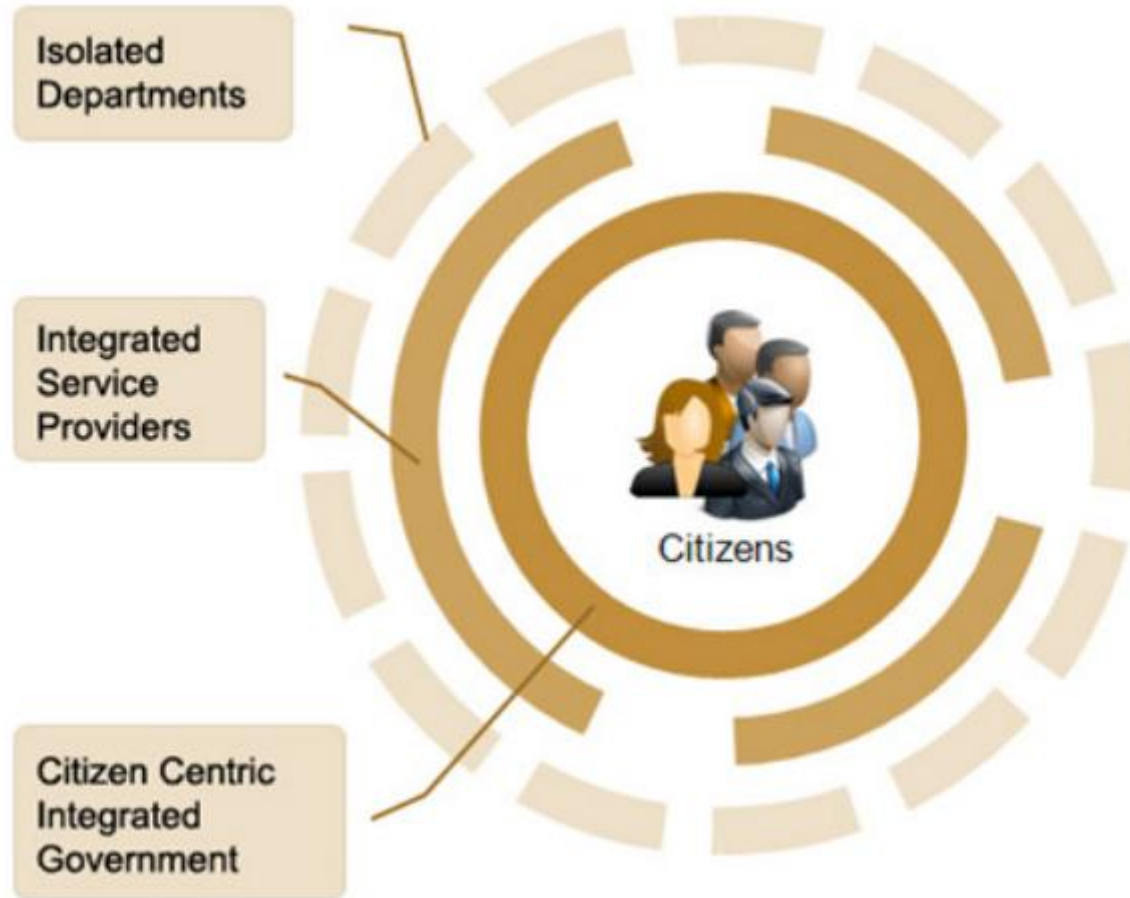 Isolated
Departments
Integrated
Service
Providers
Citizens
Citizen Centric
Integrated
Government